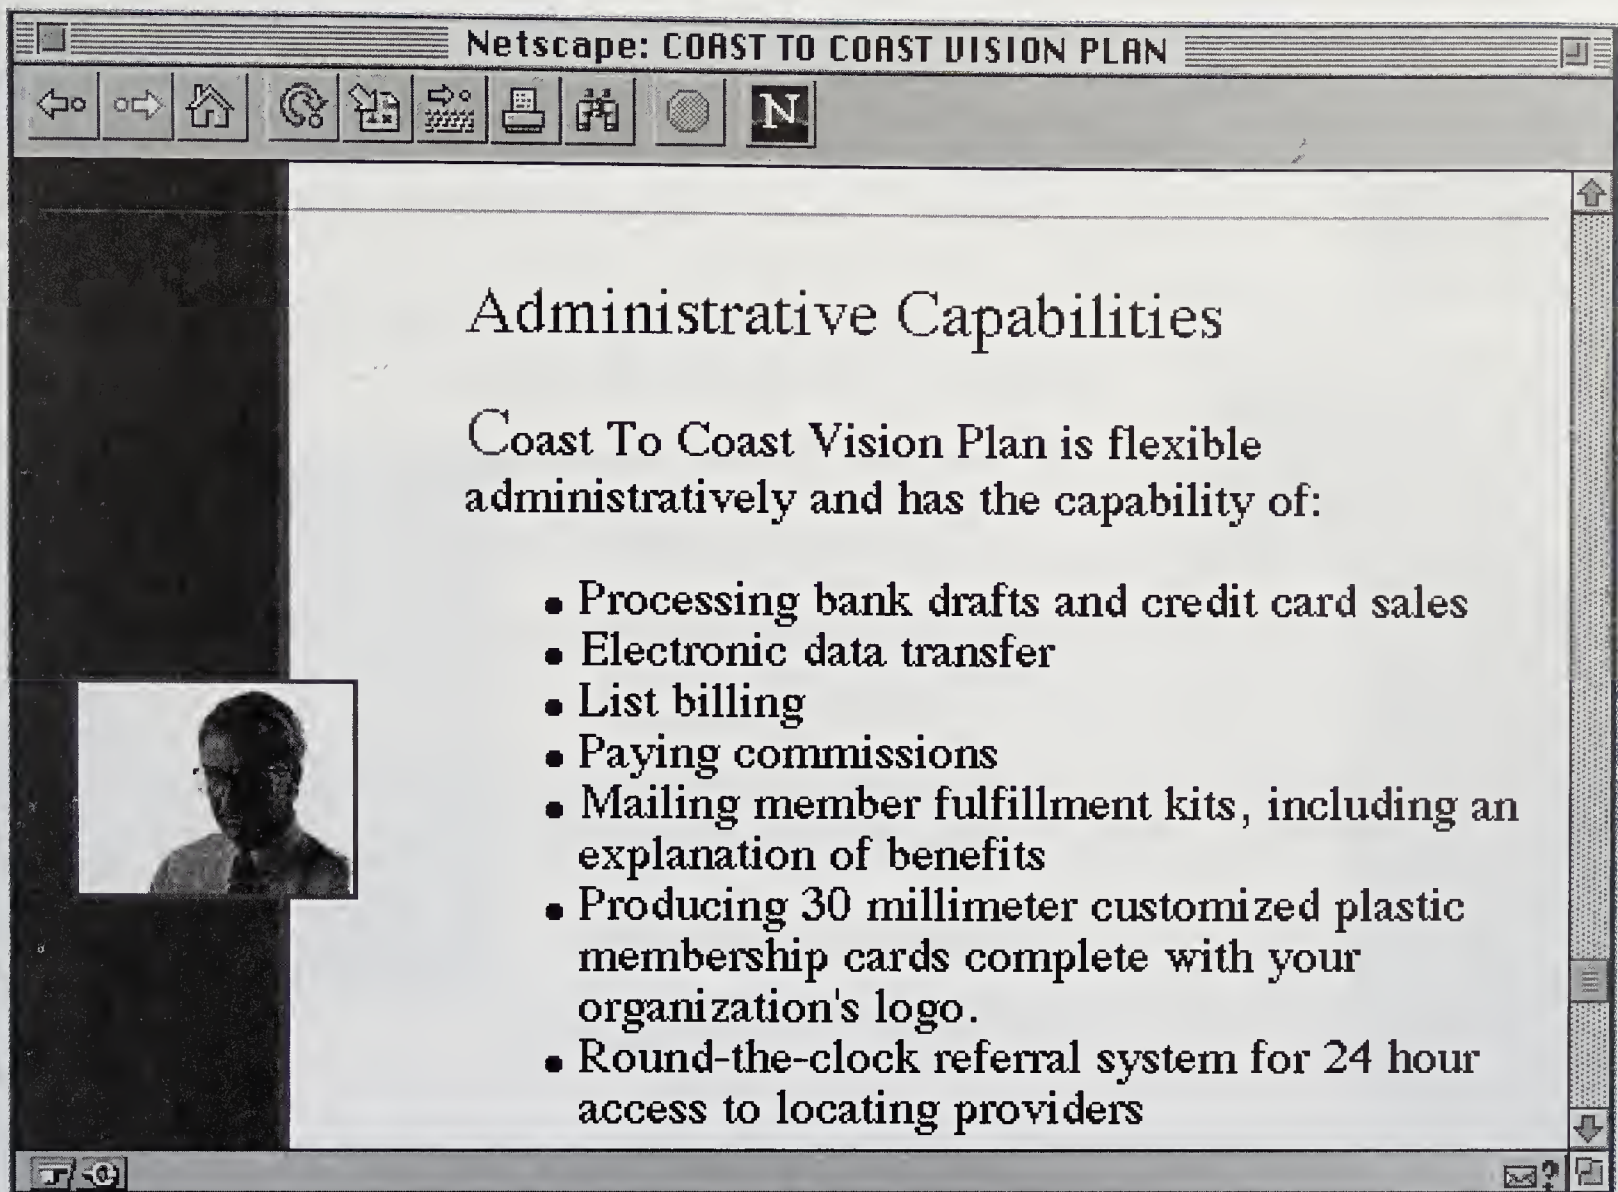 Netscape: COAST TO COAST VISION PLAN
N
Administrative Capabilities
Coast To Coast Vision Plan is flexible
administratively and has the capability of:
• Processing bank drafts and credit card sales
• Electronic data transfer
• List billing
• Paying commissions
• Mailing member fulfillment kits, including an
explanation of benefits
• Producing 30 millimeter customized plastic
membership cards complete with your
organization's logo.
• Round-the-clock referral system for 24 hour
access to locating providers